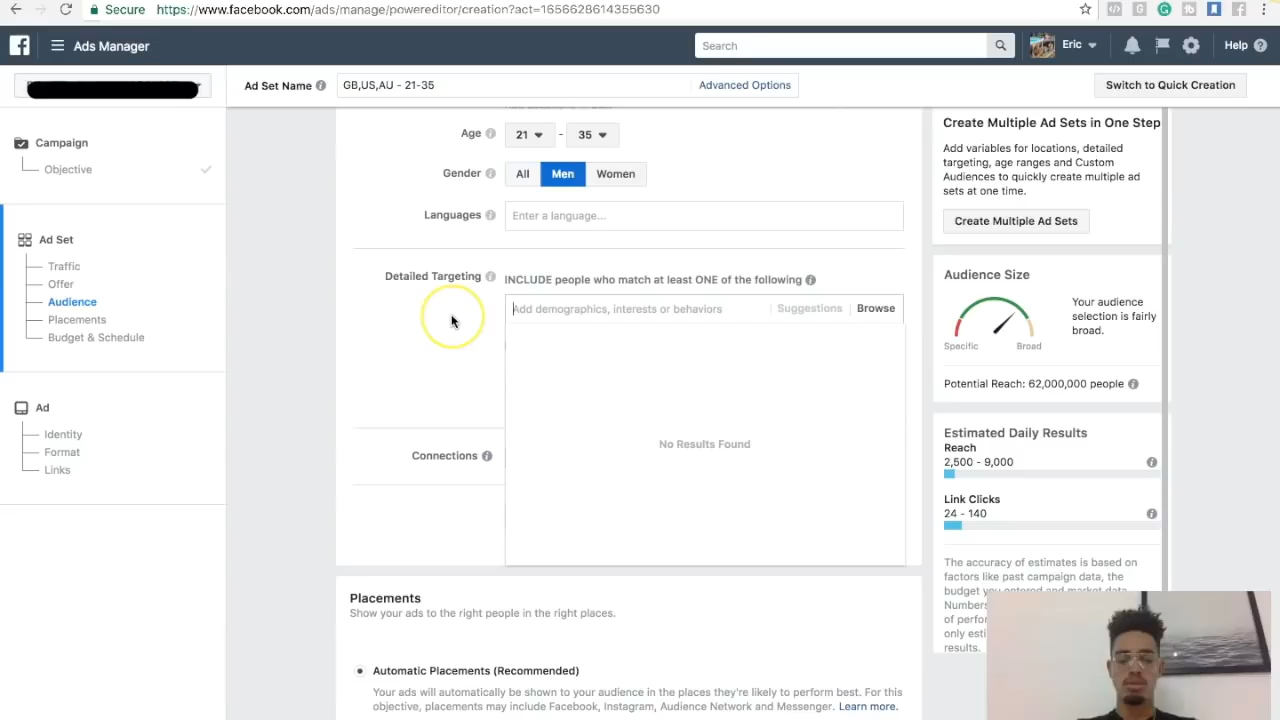 Secure https://www.facebook.com/ads/manage/powereditor/creation?act=1656628614355630
Ads Manager
Search
Eric
Help
Ad Set Name
GB,US,AU - 21-35
Advanced Options
Switch to Quick Creation
Campaign
Objective
Ad Set
Traffic
Offer
Audience
Placements
Budget & Schedule
Ad
Identity
Format
Links
Age
21
-
35
Gender
All
Men
Women
Languages
Enter a language...
Detailed Targeting
INCLUDE people who match at least ONE of the following
Add demographics, interests or behaviors
Suggestions
Browse
No Results Found
Connections
Placements
Show your ads to the right people in the right places.
Automatic Placements (Recommended)
Your ads will automatically be shown to your audience in the places they're likely to perform best. For this
objective, placements may include Facebook, Instagram, Audience Network and Messenger. Learn more.
Create Multiple Ad Sets in One Step
Add variables for locations, detailed
targeting, age ranges and Custom
Audiences to quickly create multiple ad
sets at one time.
Create Multiple Ad Sets
Audience Size
Your audience
selection is fairly
broad.
Specific
Broad
Potential Reach: 62,000,000 people
Estimated Daily Results
Reach
2,500 - 9,000
Link Clicks
24 - 140
The accuracy of estimates is based on
factors like past campaign data, the
budget you entered and market data.
Numbers
of perfor
only esti
results.